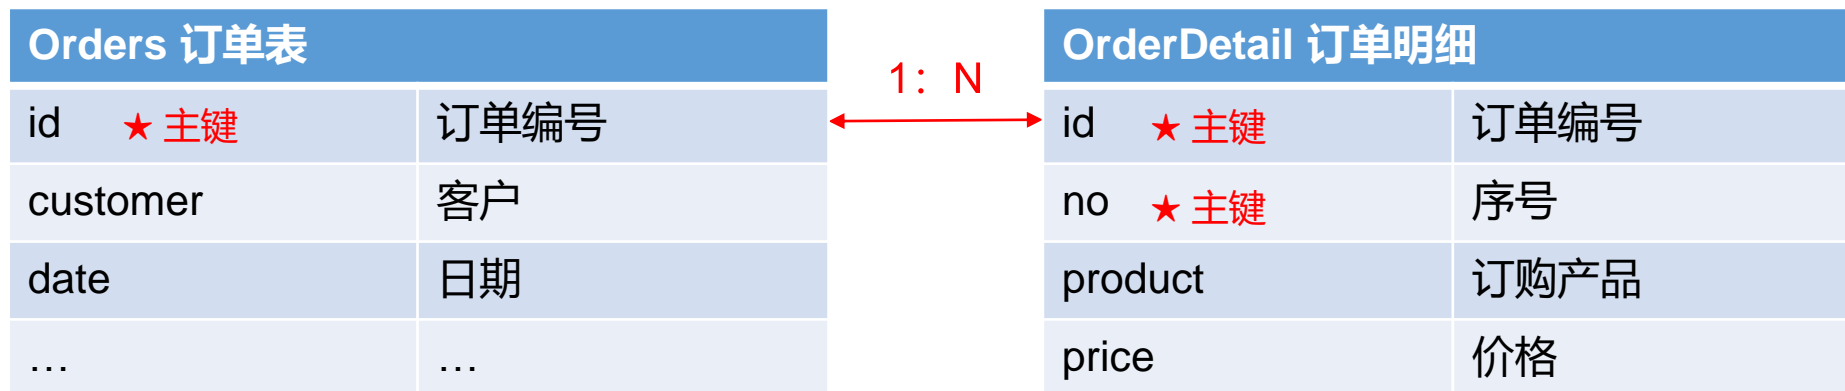 Orders 订单表
id ★ 主键 订单编号
customer 客户
date 日期
… …
1：N
OrderDetail 订单明细
id ★ 主键 订单编号
no ★ 主键 序号
product 订购产品
price 价格